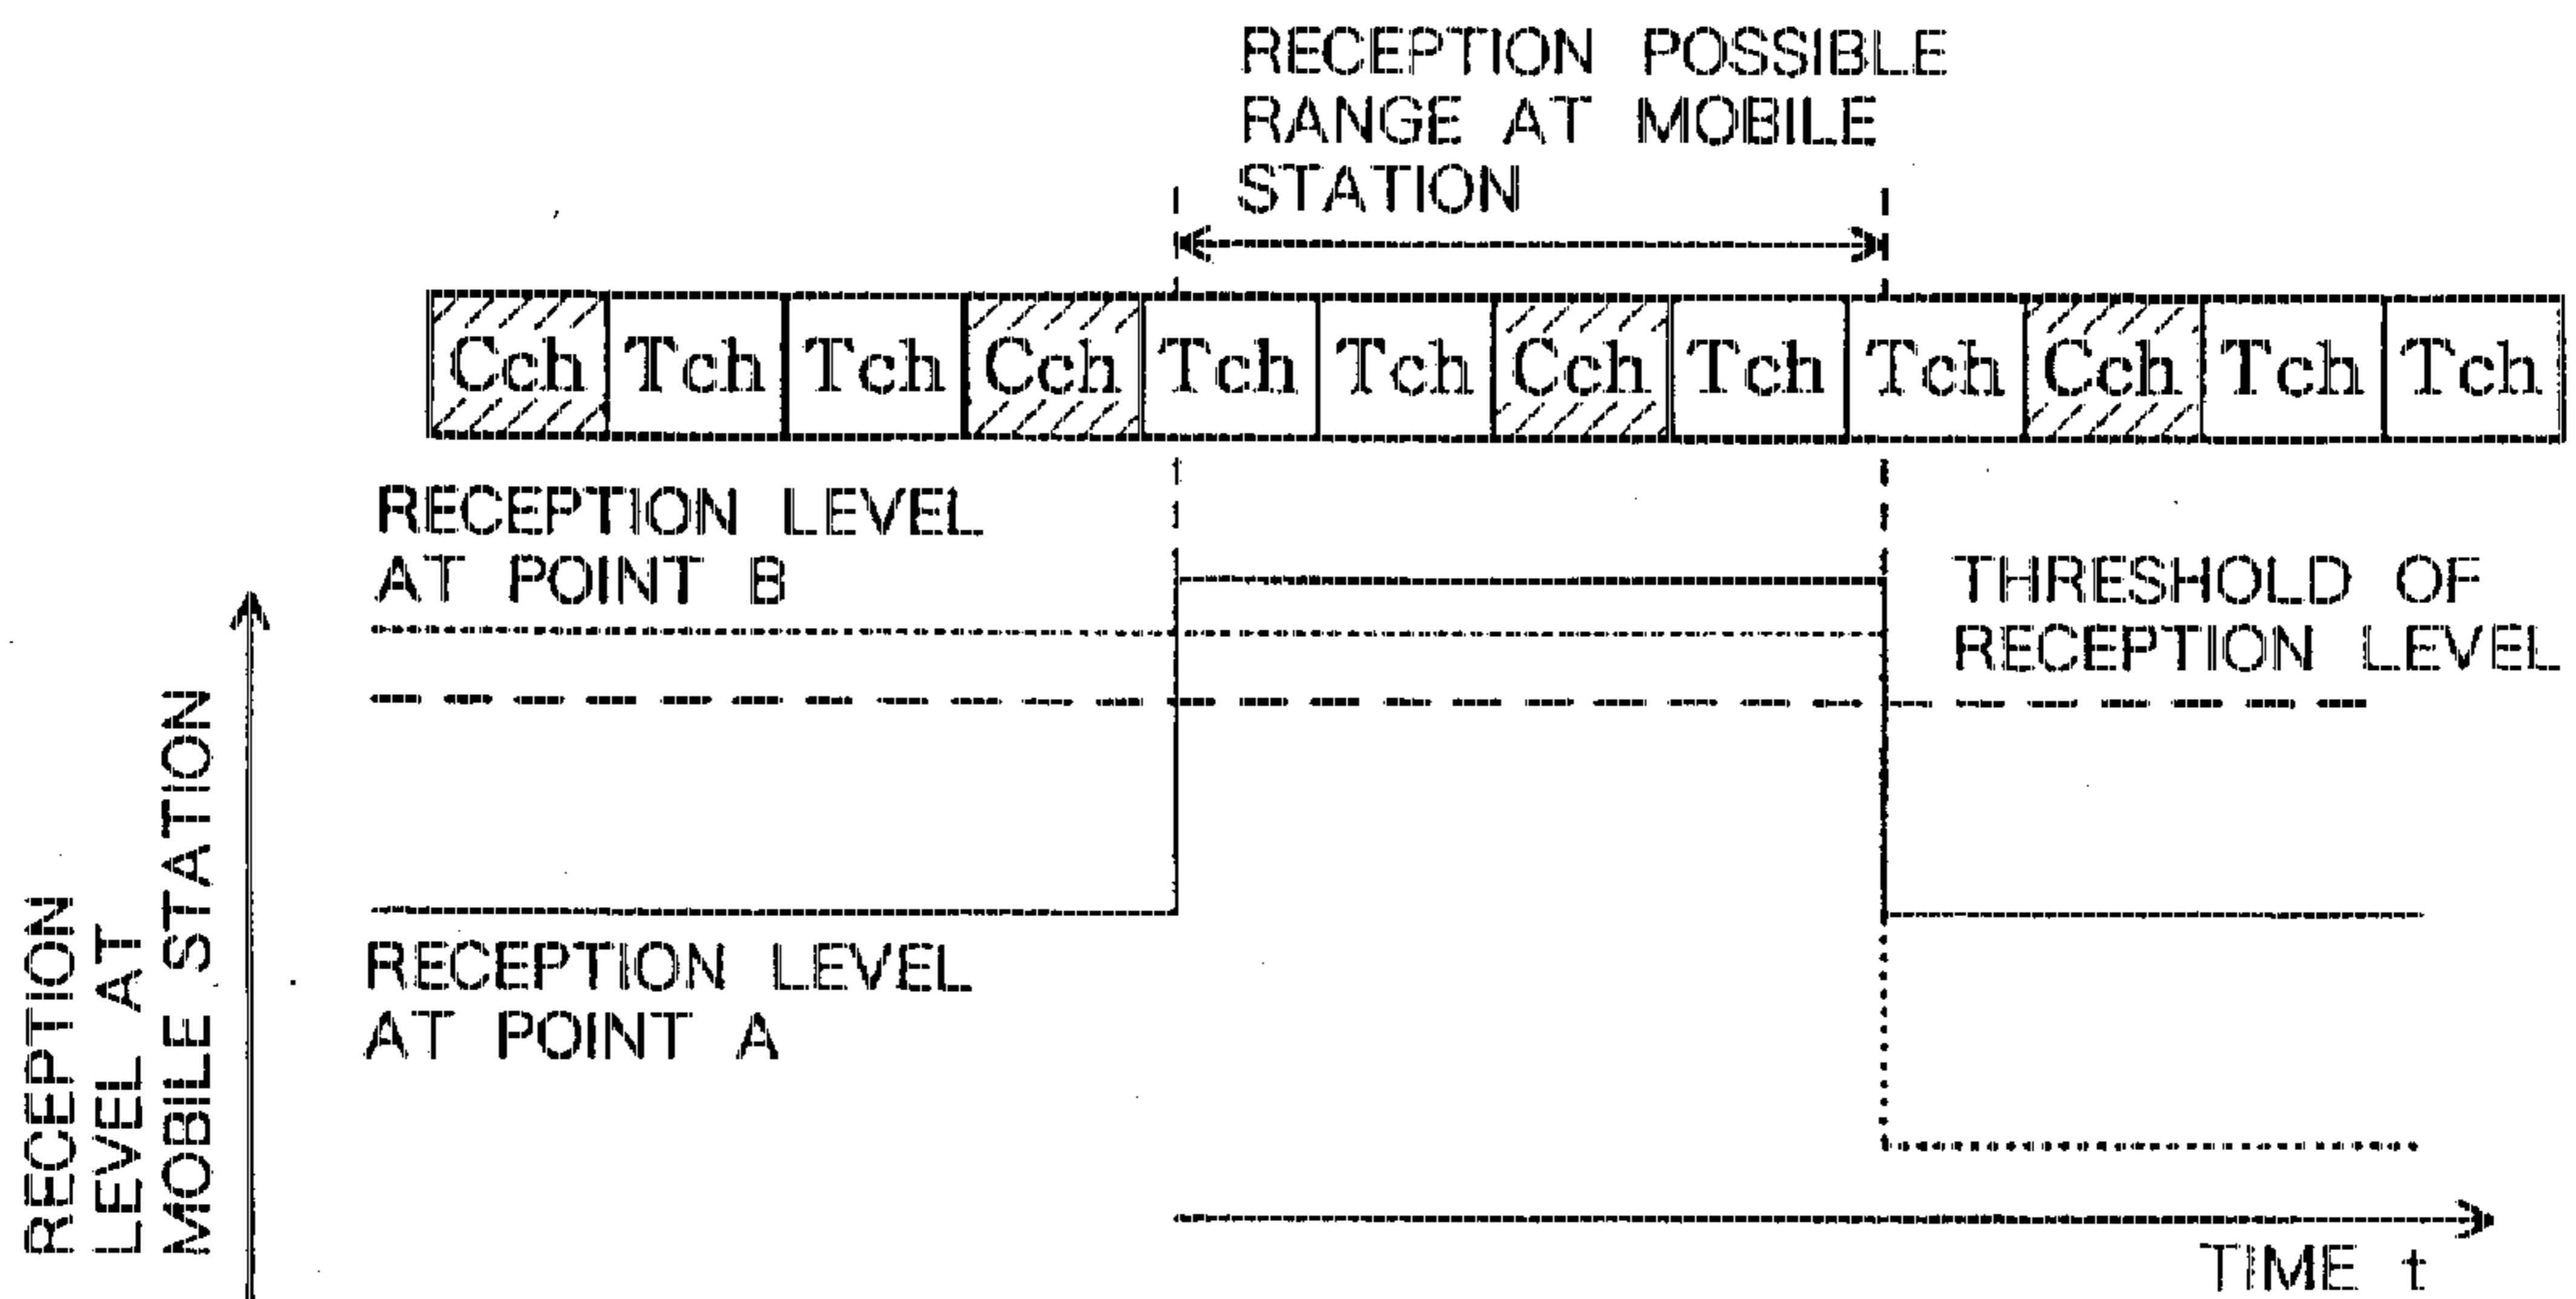 RECEPTION POSSIBLE
RANGE AT MOBILE
STATION
Cch Tch Tch Cch Tch Tch Cch Tch Tch Cch Tch Tch
RECEPTION LEVEL
AT POINT B
THRESHOLD OF
RECEPTION LEVEL
RECEPTION LEVEL
AT POINT A
RECEPTION
LEVEL AT
MOBILE STATION
TIME t